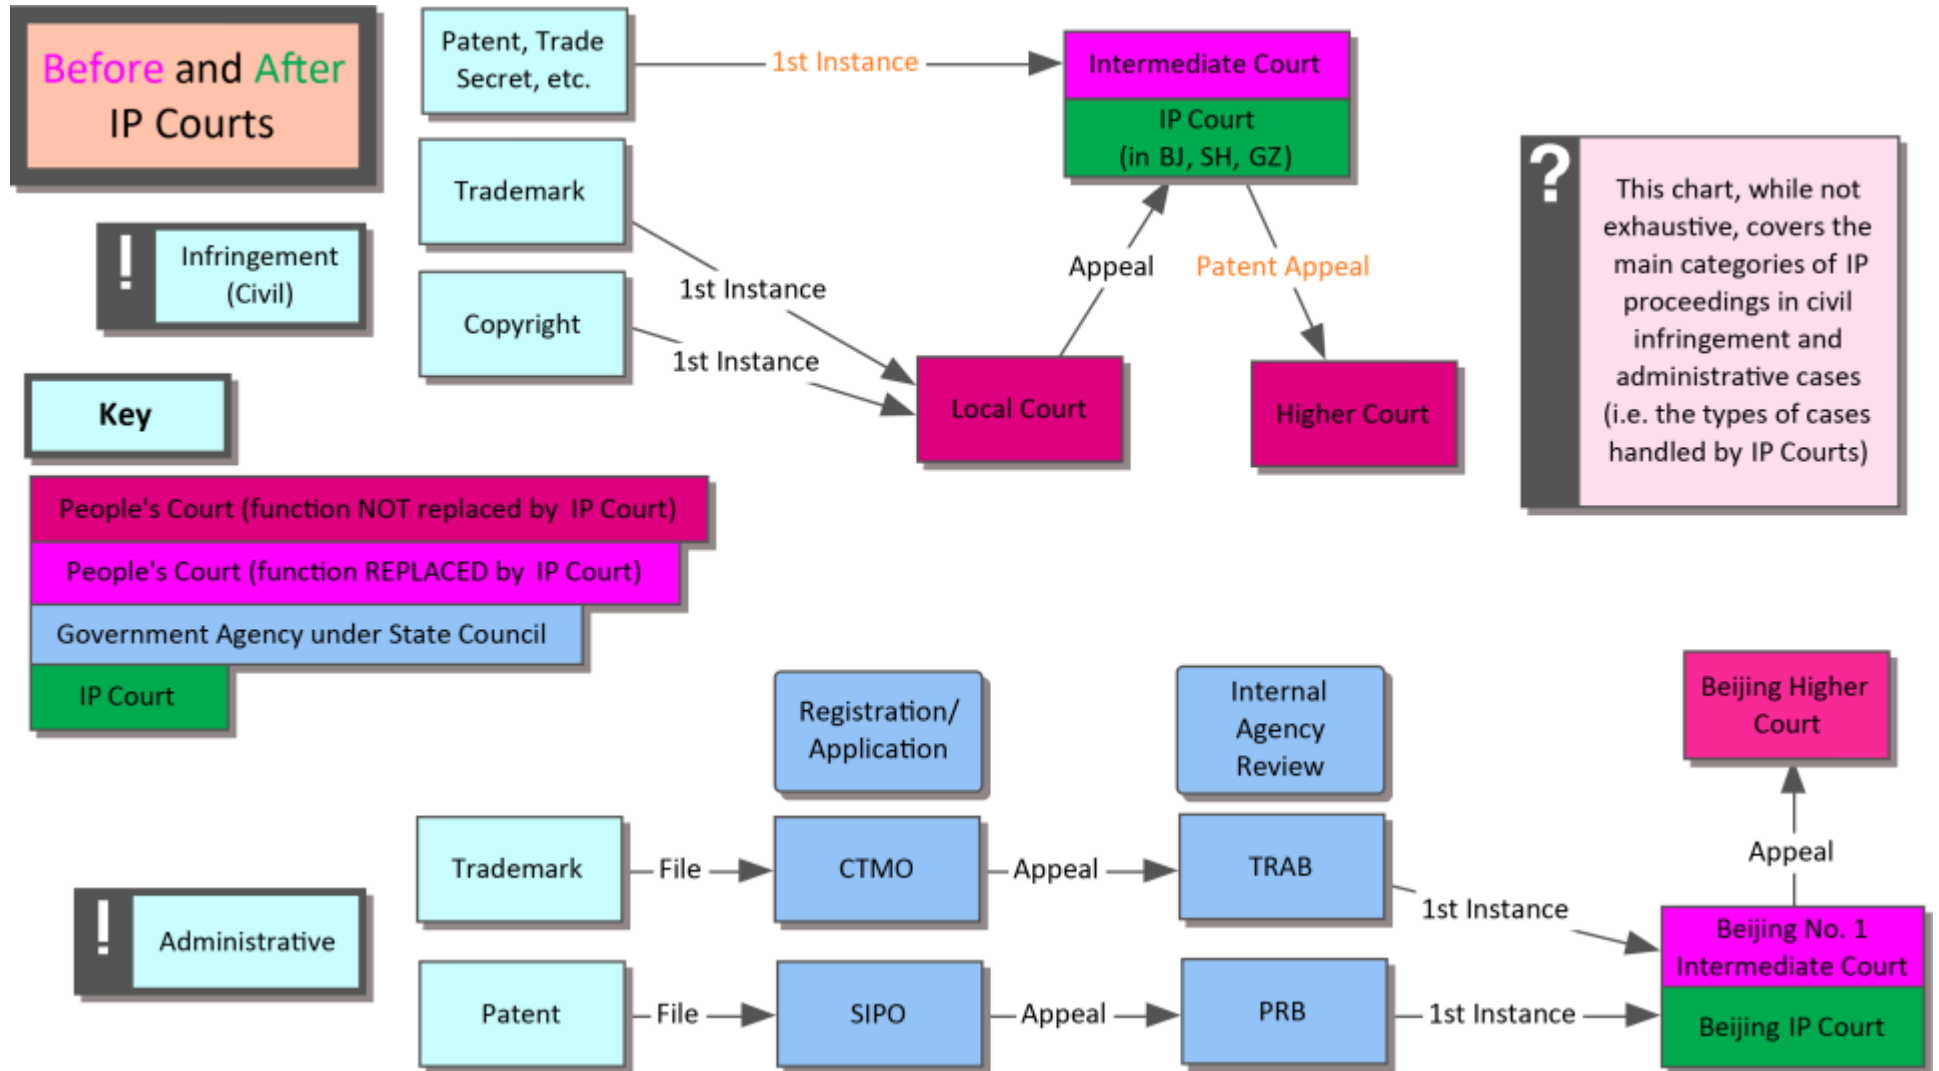 Before and After
IP Courts
Infringement
(Civil)
Patent, Trade
Secret, etc.
1st Instance
Intermediate Court
IP Court
(in BJ, SH, GZ)
Trademark
1st Instance
Copyright
1st Instance
Local Court
Appeal
Patent Appeal
Higher Court
?
This chart, while not
exhaustive, covers the
main categories of IP
proceedings in civil
infringement and
administrative cases
(i.e. the types of cases
handled by IP Courts)
!
Key
People's Court (function NOT replaced by IP Court)
People's Court (function REPLACED by IP Court)
Government Agency under State Council
IP Court
Registration/
Application
Internal
Agency
Review
!
Administrative
Trademark
File
CTMO
Appeal
TRAB
1st Instance
Patent
File
SIPO
Appeal
PRB
1st Instance
Beijing No. 1
Intermediate Court
Beijing IP Court
Appeal
Beijing Higher
Court